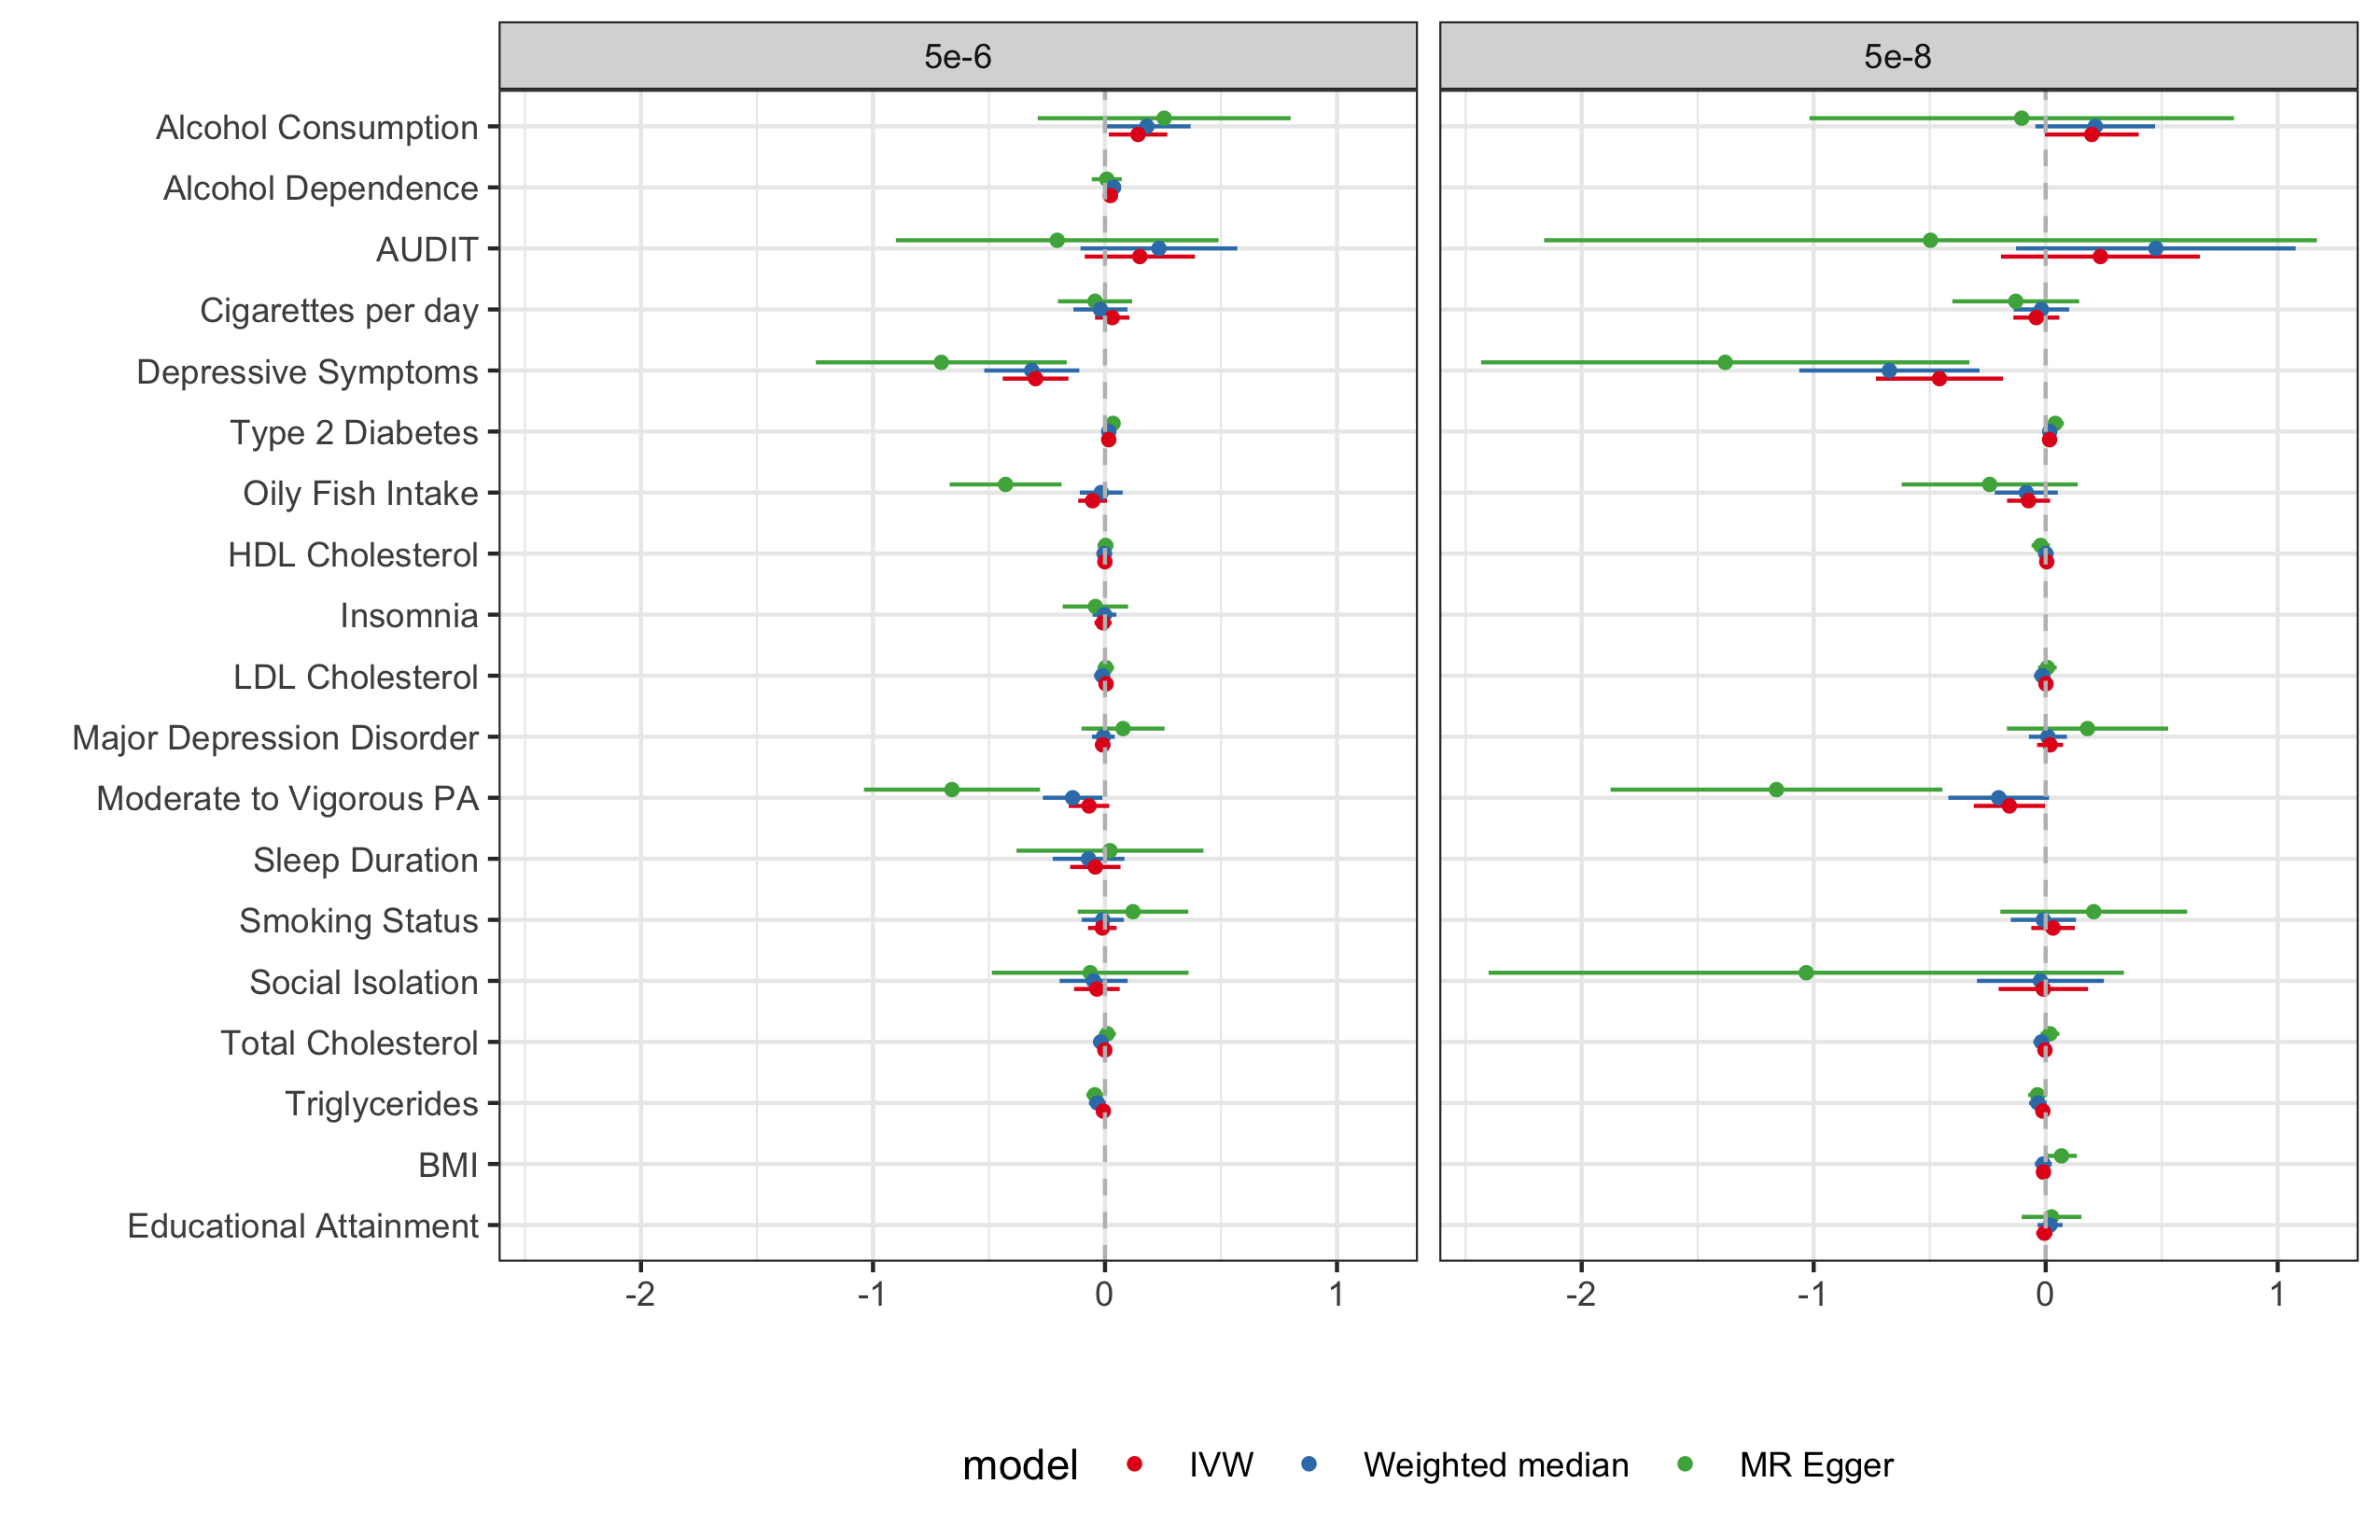 5e-6 5e-8
Alcohol Consumption
Alcohol Dependence
AUDIT
Cigarettes per day
Depressive Symptoms
Type 2 Diabetes
Oily Fish Intake
HDL Cholesterol
Insomnia
LDL Cholesterol
Major Depression Disorder
Moderate to Vigorous PA
Sleep Duration
Smoking Status
Social Isolation
Total Cholesterol
Triglycerides
BMI
Educational Attainment
-2 -1 0 1 -2 -1 0 1
model IVW Weighted median MR Egger